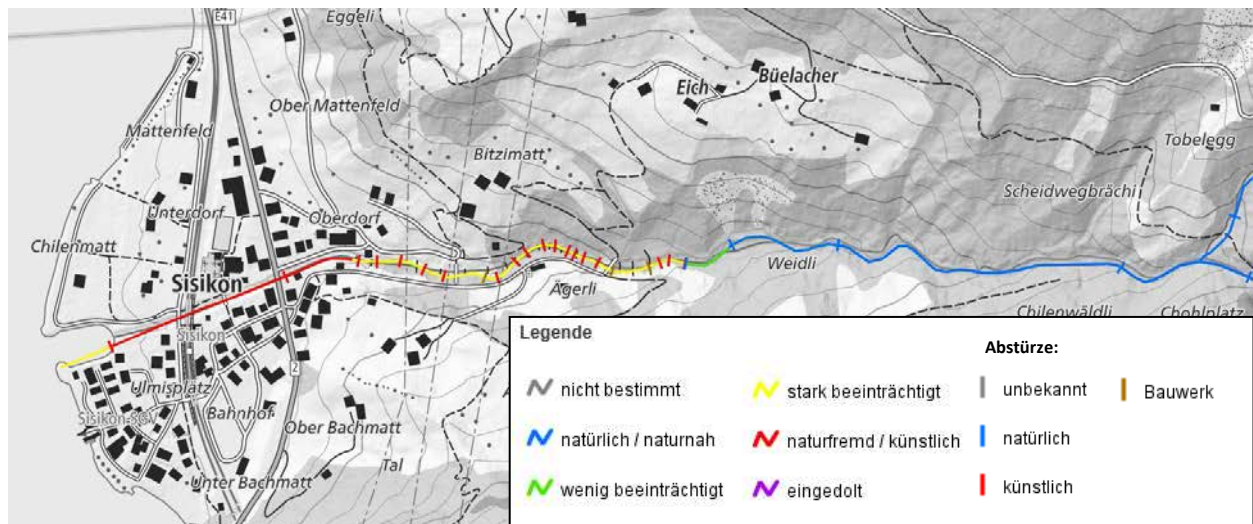 E41
Eggeli
Ober Mattenfeld
Mattenfeld
Eich
Büelacher
Bitzimatt
Tobelegg
Scheidwegbrächi
Unterdorf
Oberdorf
Chilenmatt
Sisikon
Ägerli
Weidli
Chilenwäldli
Chohlplatz
Sisikon
2
Ulmisplatz
Bahnhof
Sisikon SGV
Ober Bachmatt
Tal
Unter Bachmatt
Legende
Abstürze:
nicht bestimmt
stark beeinträchtigt
unbekannt
Bauwerk
natürlich / naturnah
naturfremd / künstlich
natürlich
wenig beeinträchtigt
eingedolt
künstlich